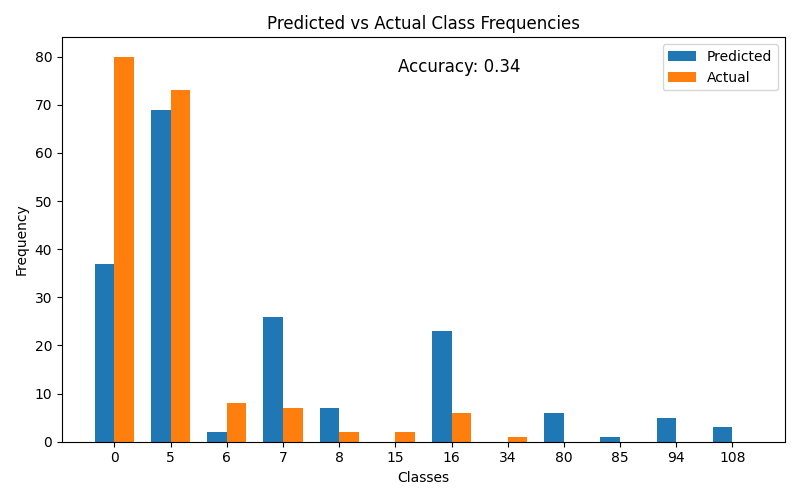 Predicted vs Actual Class Frequencies
Accuracy: 0.34
Predicted
Actual
Frequency
80
70
60
50
40
30
20
10
0
0 5 6 7 8 15 16 34 80 85 94 108
Classes